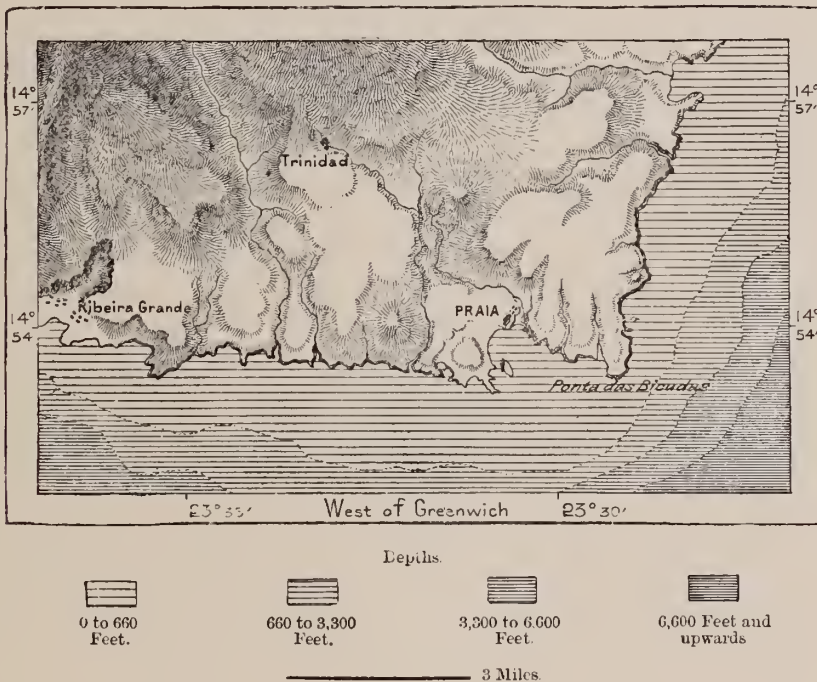 14° 14°
57' 57'
Trinidad
Ribeira Grande PRAIA
14° 14°
54' 54'
Ponta das Bicudas
23°35' West of Greenwich 23°30'
Depths.
0 to 660 660 to 3,300 3,300 to 6,600 6,600 Feet and
Feet. Feet. Feet. upwards
3 Miles.